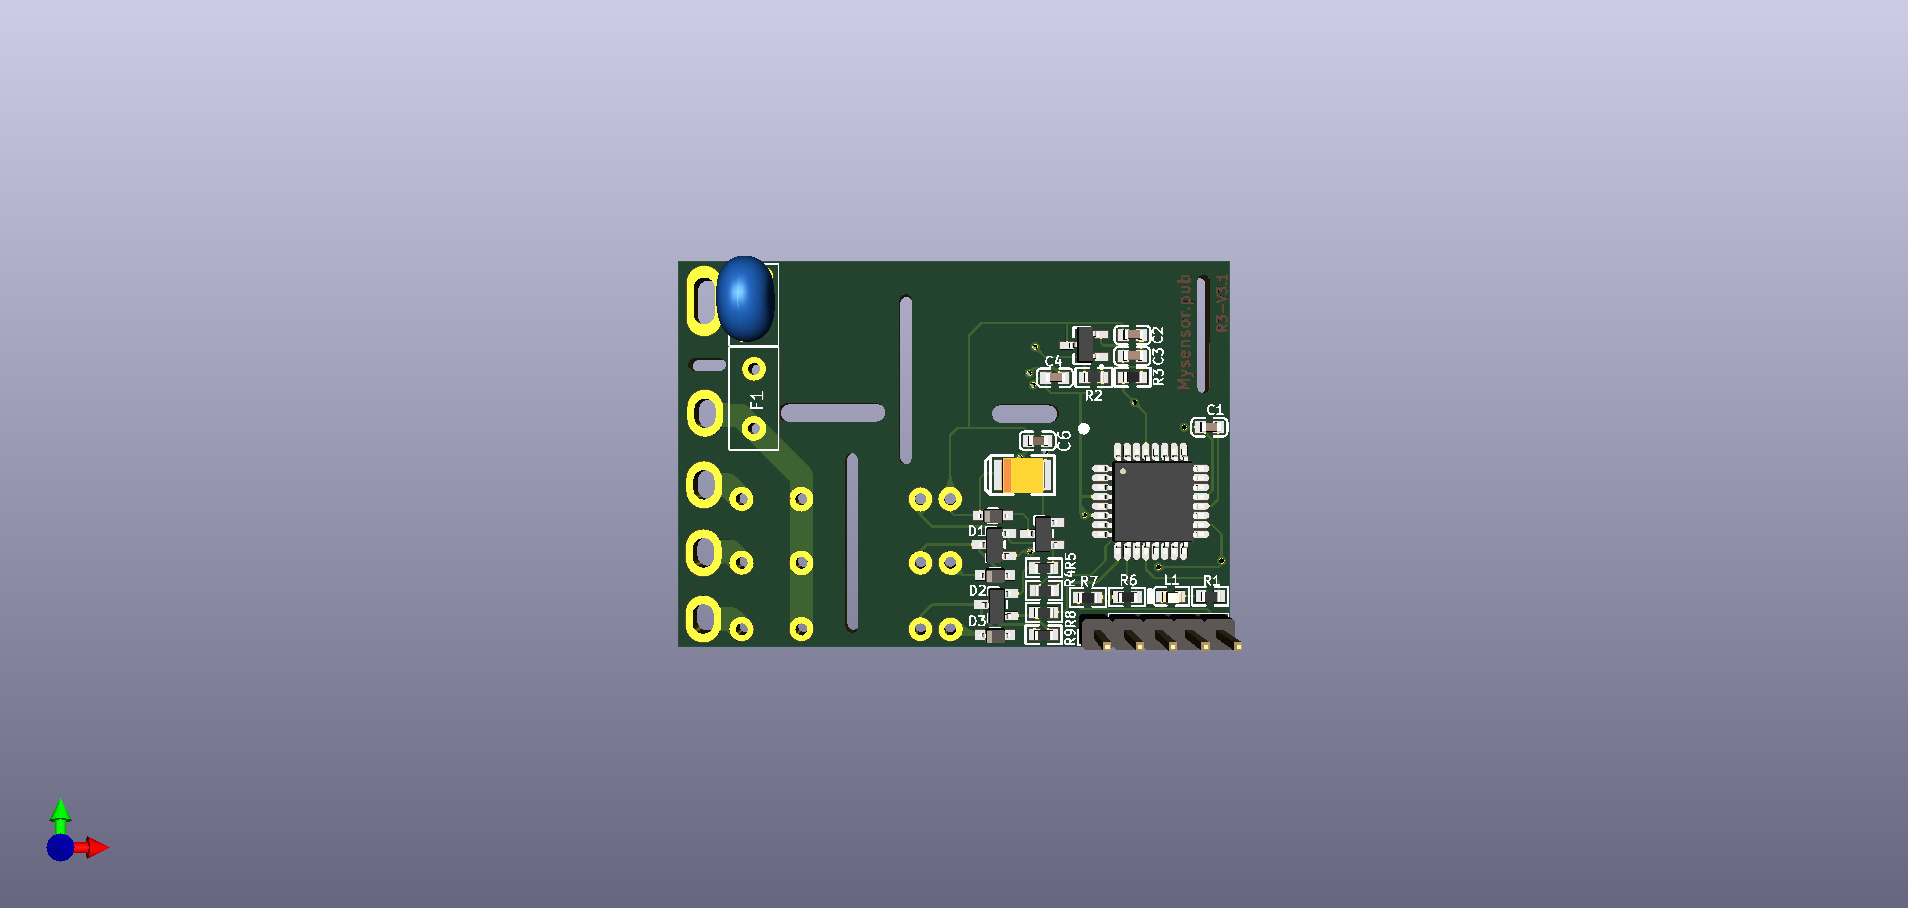 Mysensor.pub
R3-V3.1
C2
C3
C4
R3
R2
F1
C1
C6
D1
R5
R4
D2
R7
R6
L1
R1
D3
R8
R9